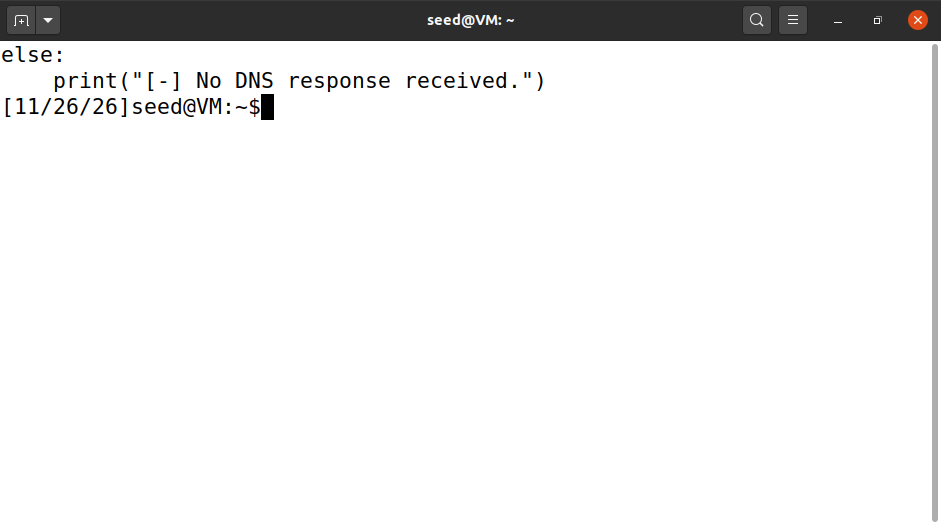 seed@VM: ~
else:
    print("[-] No DNS response received.")
[11/26/26]seed@VM:~$